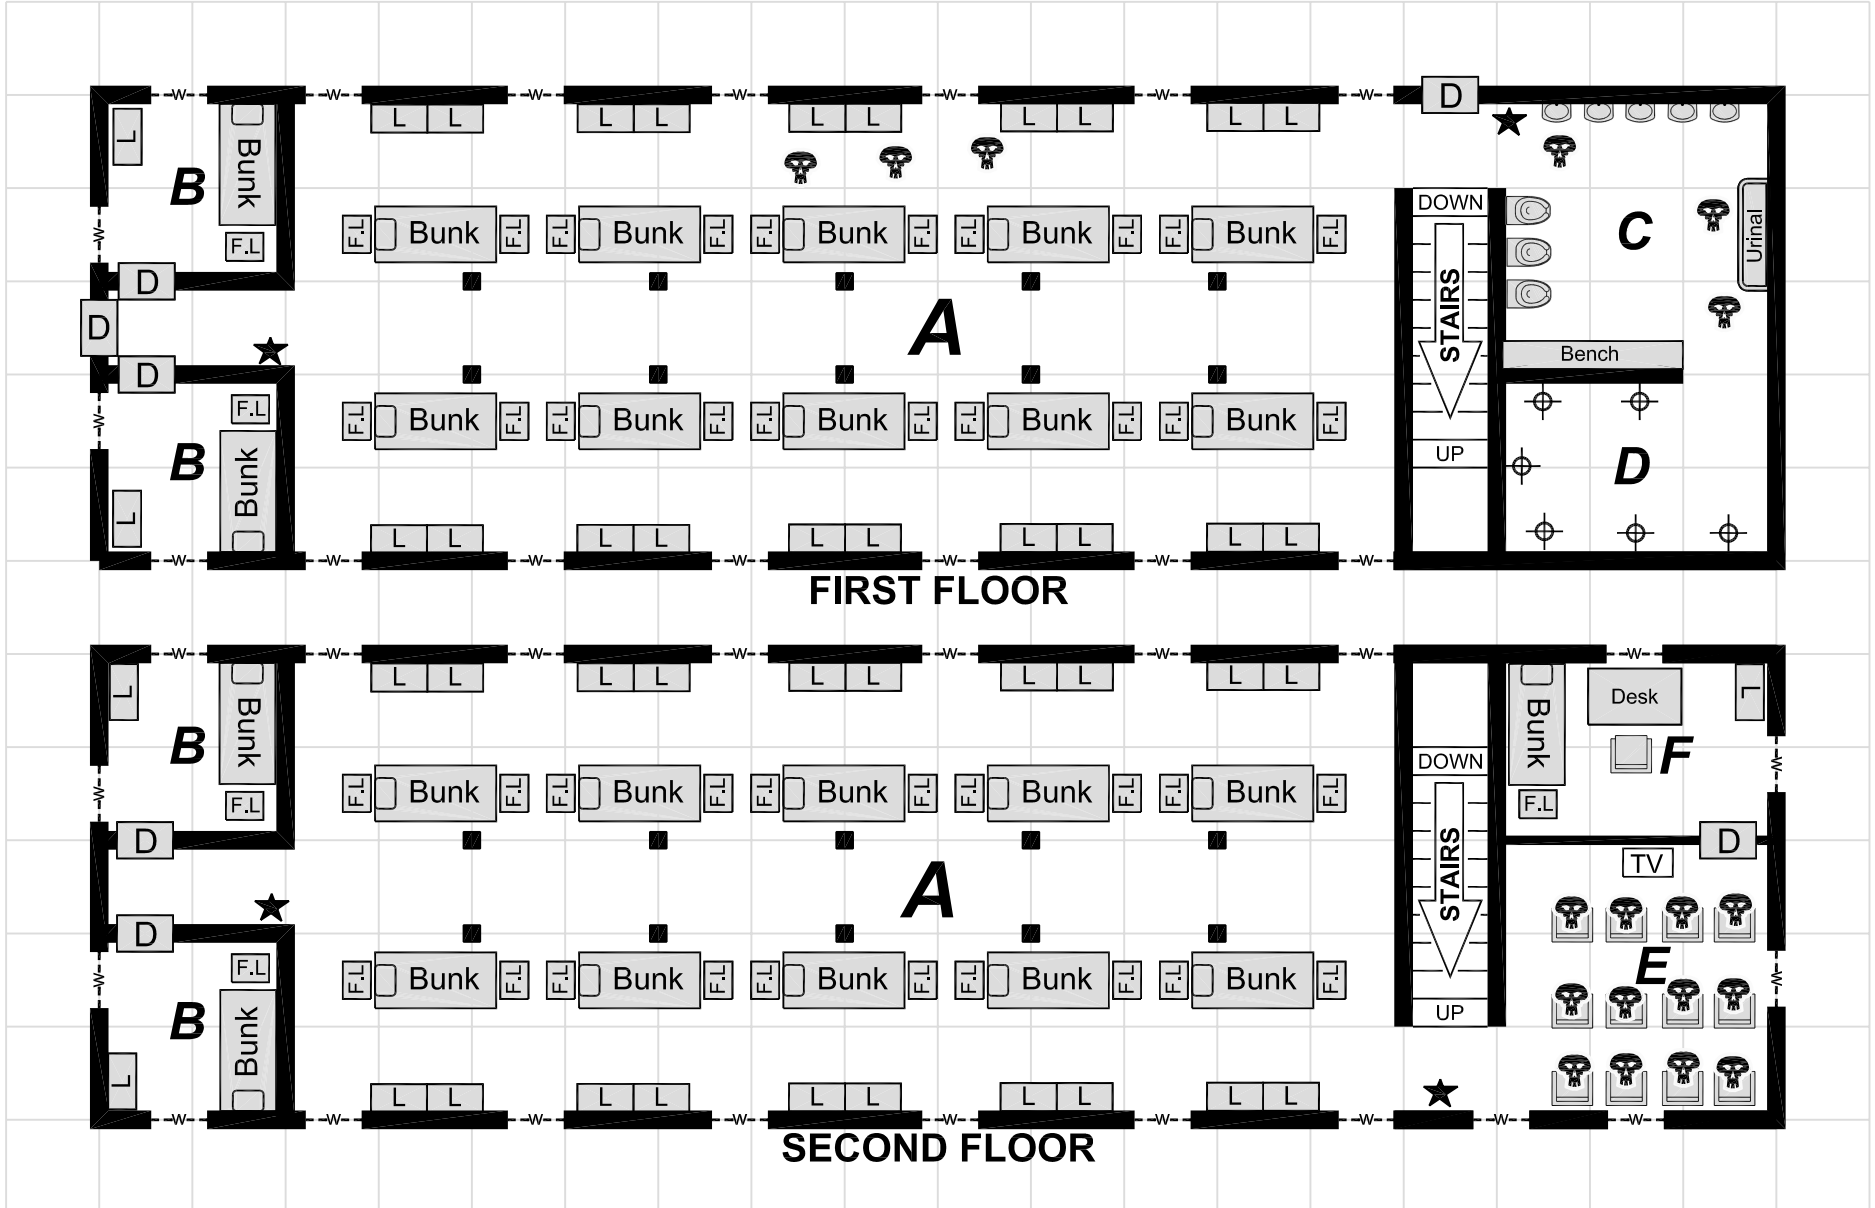 W W W W W W W D
L L L L L L L L L L
L
Bunk
B
DOWN
F.L Bunk F.L F.L Bunk F.L F.L Bunk F.L F.L Bunk F.L F.L Bunk F.L
C
Urinal
W
F.L
D
STAIRS
D
A
Bench
D
W
F.L
F.L Bunk F.L F.L Bunk F.L F.L Bunk F.L F.L Bunk F.L F.L Bunk F.L
UP
B
D
Bunk
L
L L L L L L L L L L
W W W W W W W
FIRST FLOOR
W W W W W W W W
L L L L L L L L L L
L
L
Desk
Bunk
Bunk
B
F
DOWN
W
W
F.L Bunk F.L F.L Bunk F.L F.L Bunk F.L F.L Bunk F.L F.L Bunk F.L
F.L
F.L
D
D
TV
STAIRS
A
D
F.L
E
W
W
F.L Bunk F.L F.L Bunk F.L F.L Bunk F.L F.L Bunk F.L F.L Bunk F.L
UP
B
Bunk
L
L L L L L L L L L L
W W W W W W W W W
SECOND FLOOR